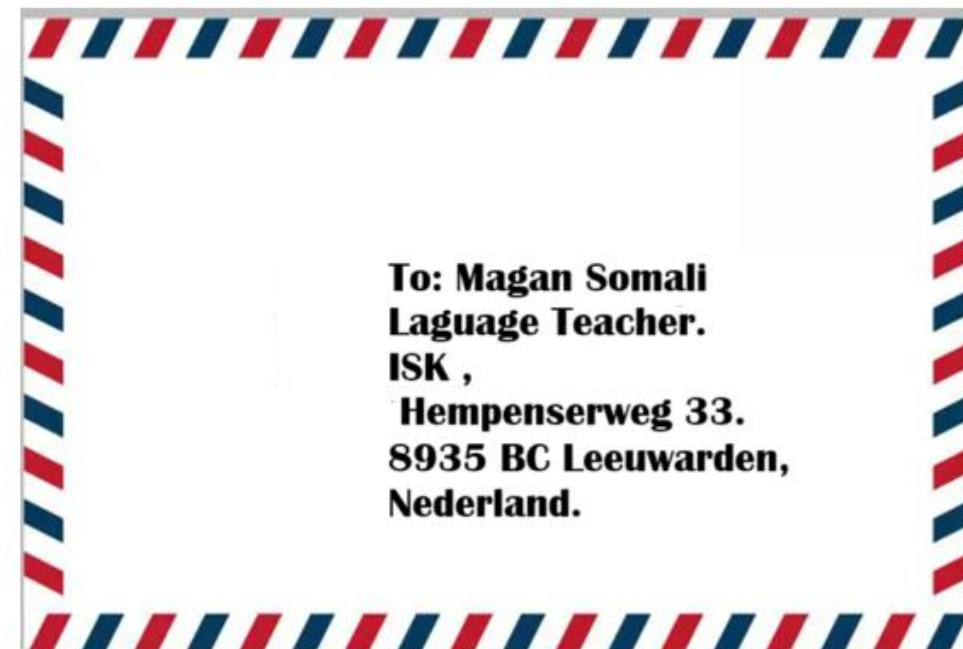 To: Magan Somali
Laguage Teacher.
ISK ,
Hempenserweg 33.
8935 BC Leeuwarden,
Nederland.